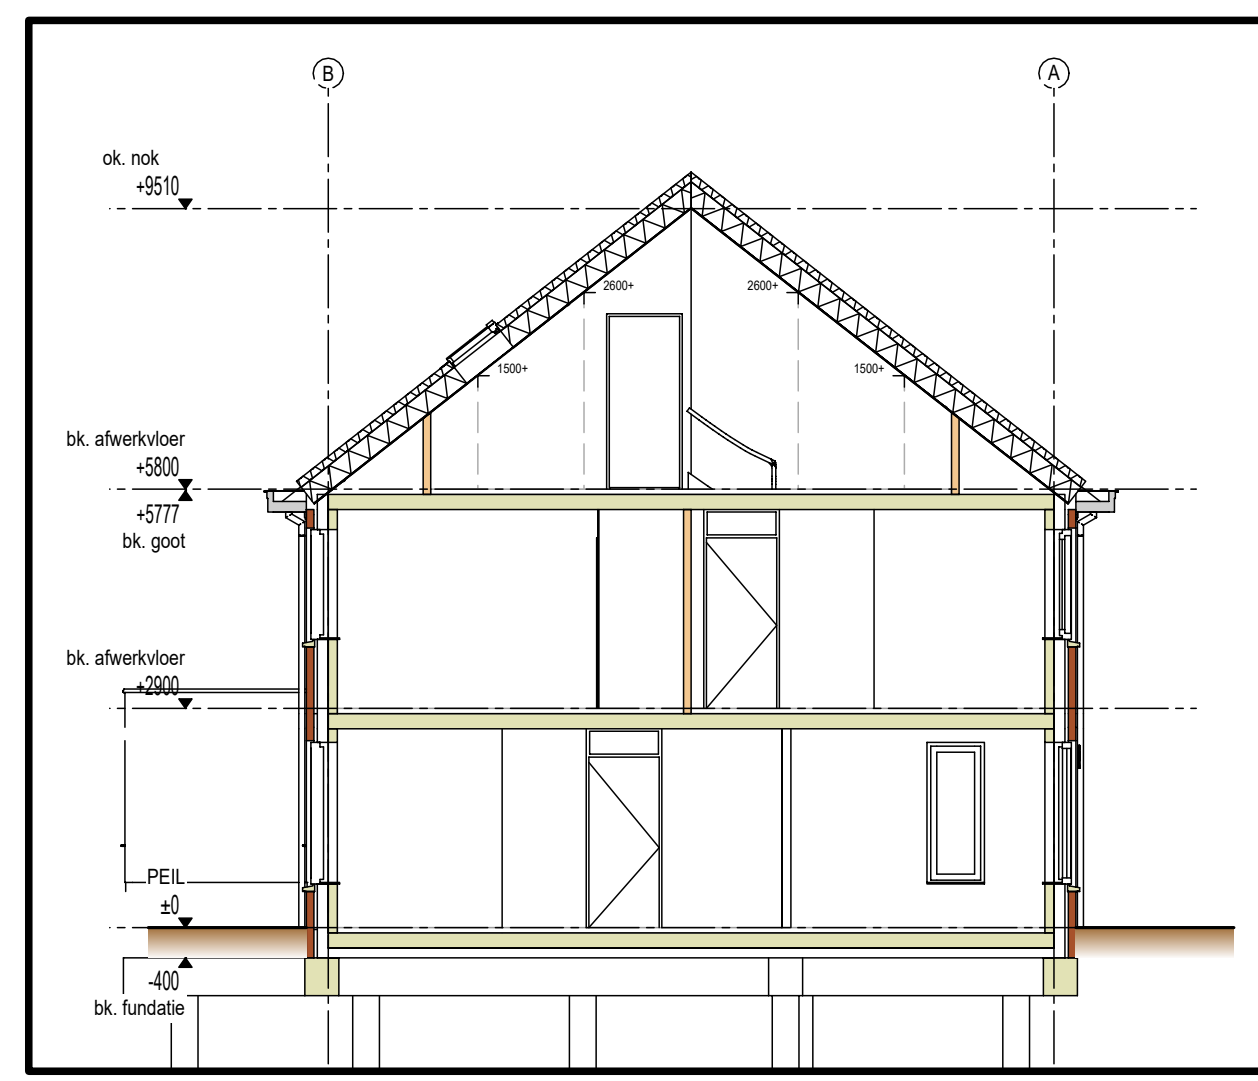 B
A
ok. nok
+9510
2600+
2600+
1500+
1500+
bk. afwerkvloer
+5800
+5777
bk. goot
bk. afwerkvloer
+2900
PEIL
±0
-400
bk. fundatie